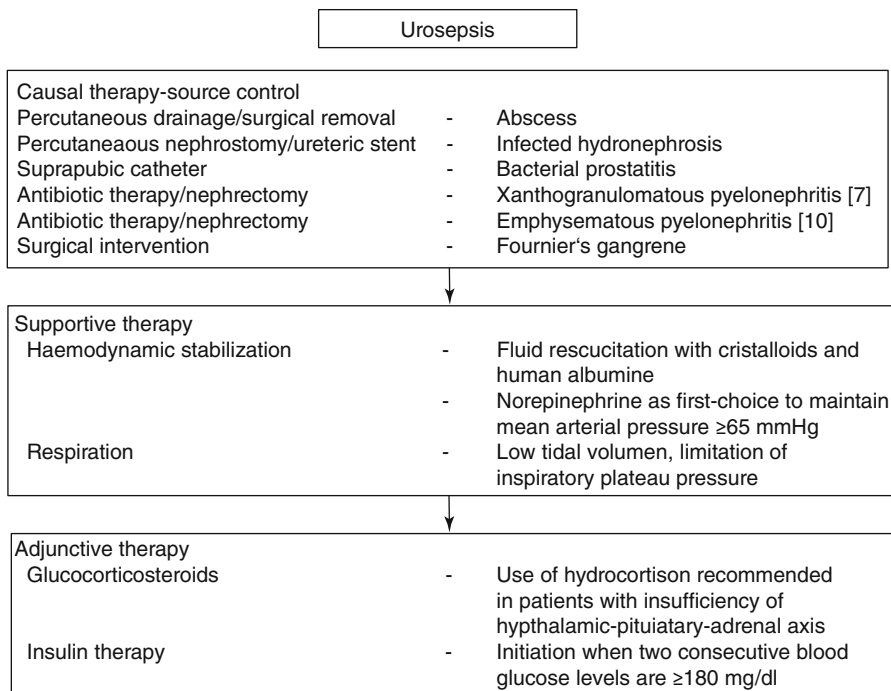 Urosepsis
Causal therapy-source control
Percutaneous drainage/surgical removal - Abscess
Percutaneaous nephrostomy/ureteric stent - Infected hydronephrosis
Suprapubic catheter - Bacterial prostatitis
Antibiotic therapy/nephrectomy - Xanthogranulomatous pyelonephritis [7]
Antibiotic therapy/nephrectomy - Emphysematous pyelonephritis [10]
Surgical intervention - Fournier‘s gangrene
Supportive therapy
Haemodynamic stabilization - Fluid rescucitation with cristalloids and
human albumine
- Norepinephrine as first-choice to maintain
mean arterial pressure ≥65 mmHg
Respiration - Low tidal volumen, limitation of
inspiratory plateau pressure
Adjunctive therapy
Glucocorticosteroids - Use of hydrocortison recommended
in patients with insufficiency of
hypthalamic-pituiatary-adrenal axis
Insulin therapy - Initiation when two consecutive blood
glucose levels are ≥180 mg/dl